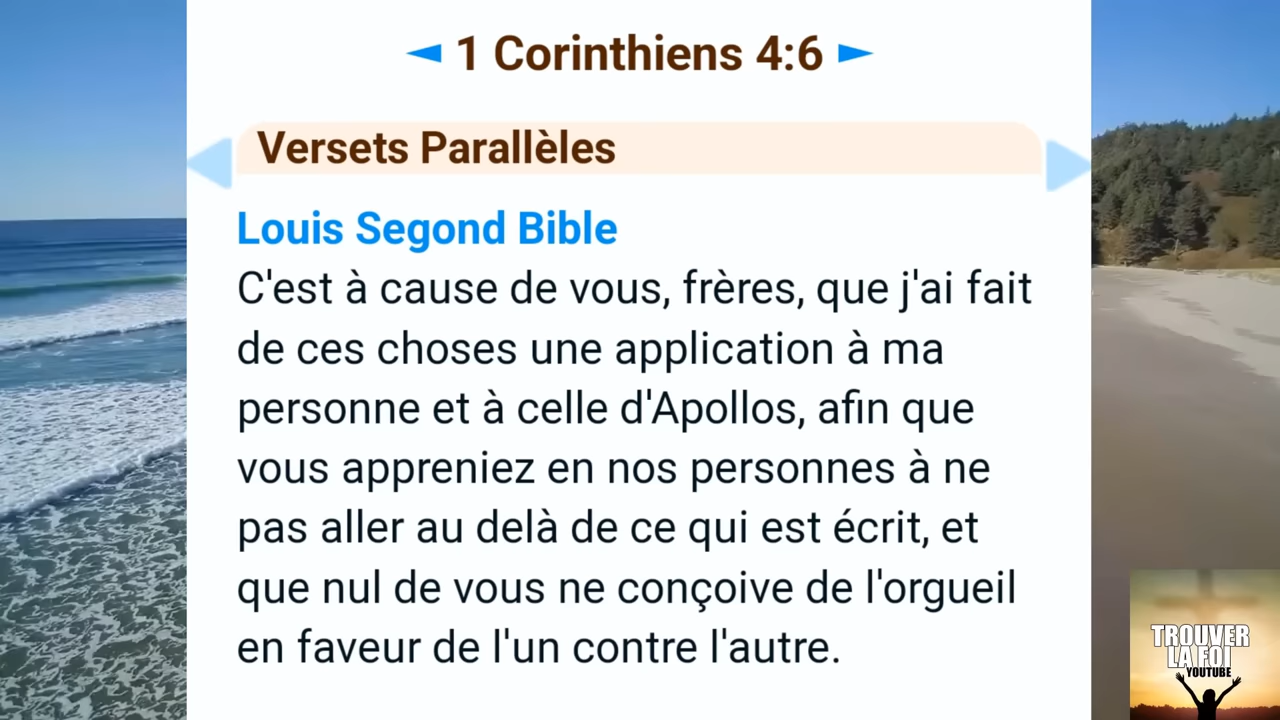 1 Corinthiens 4:6
Versets Parallèles
Louis Segond Bible
C'est à cause de vous, frères, que j'ai fait
de ces choses une application à ma
personne et à celle d'Apollos, afin que
vous appreniez en nos personnes à ne
pas aller au delà de ce qui est écrit, et
que nul de vous ne conçoive de l'orgueil
en faveur de l'un contre l'autre.
TROUVER
LA FOI
YOUTUBE